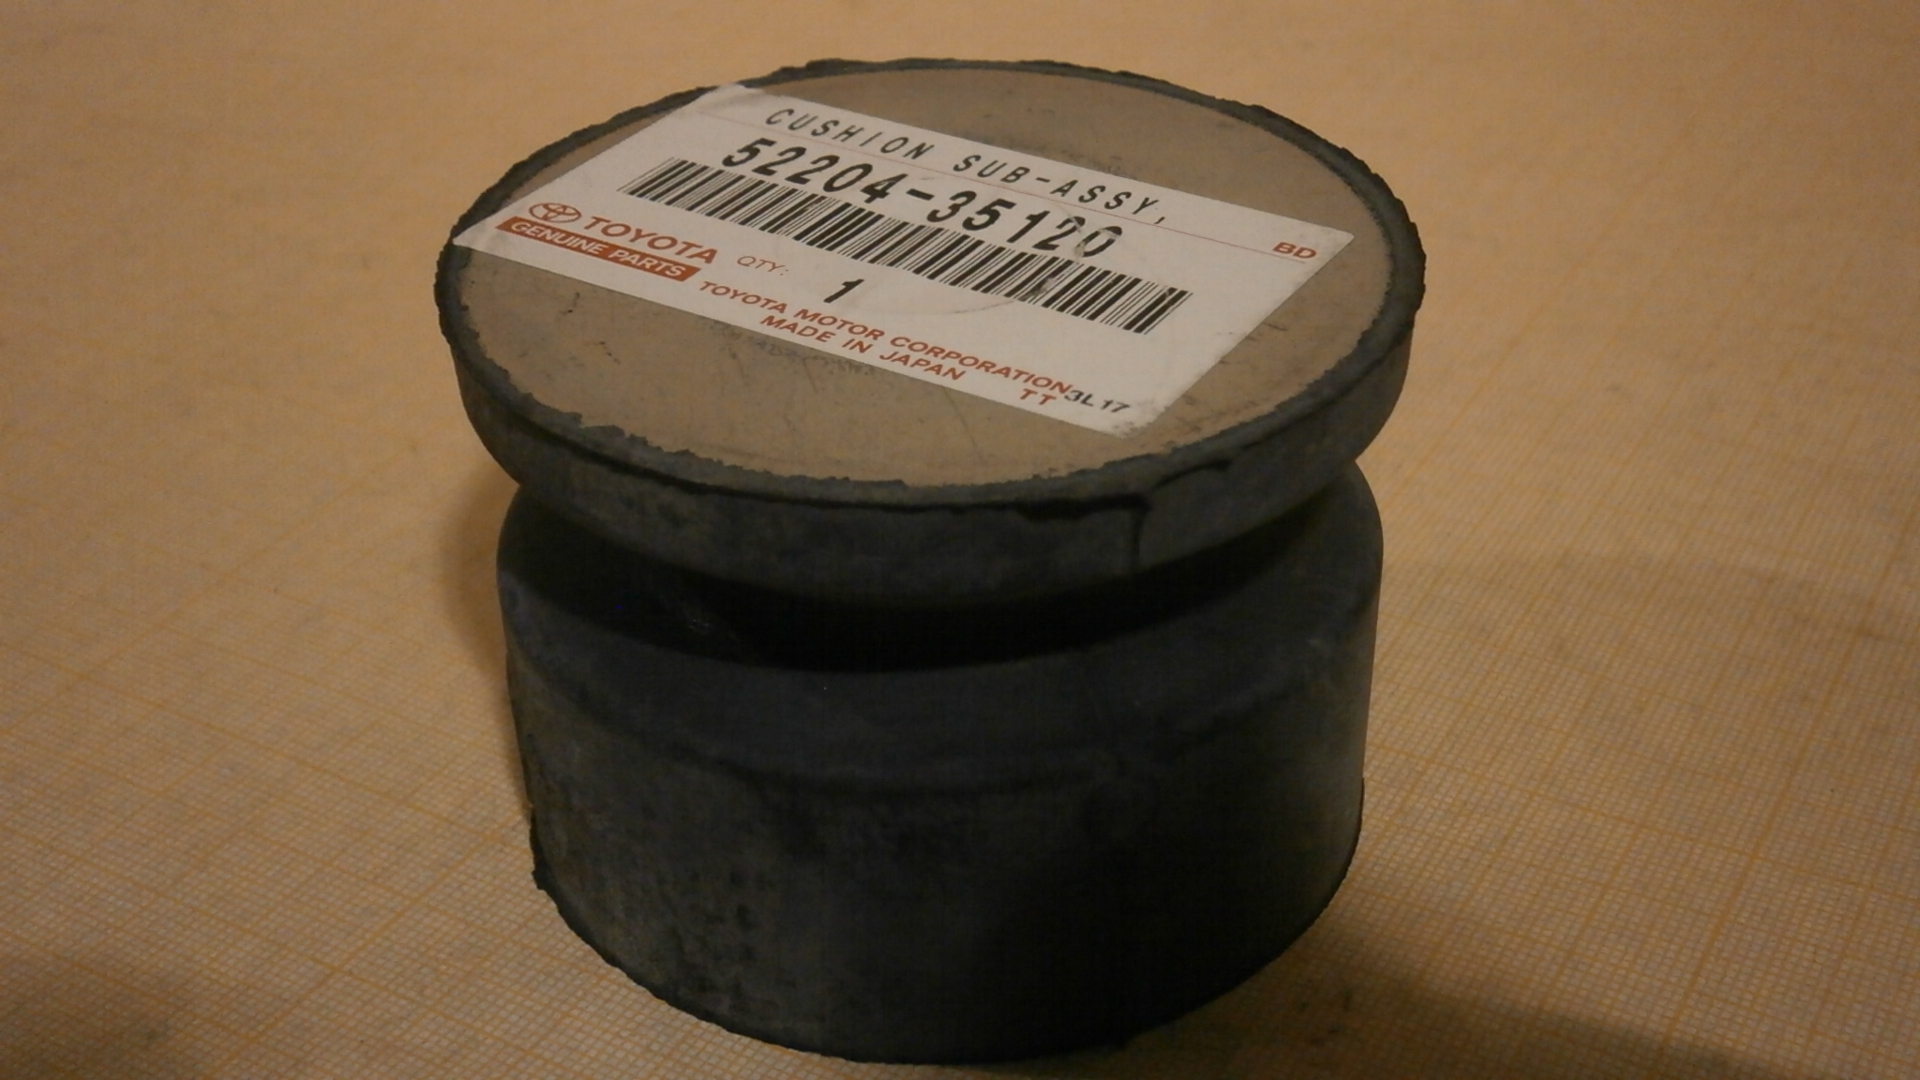 CUSHION SUB-ASSY,
52204-35120
BD
TOYOTA
GENUINE PARTS
QTY:
1
TOYOTA MOTOR CORPORATION
MADE IN JAPAN
TT
3L17